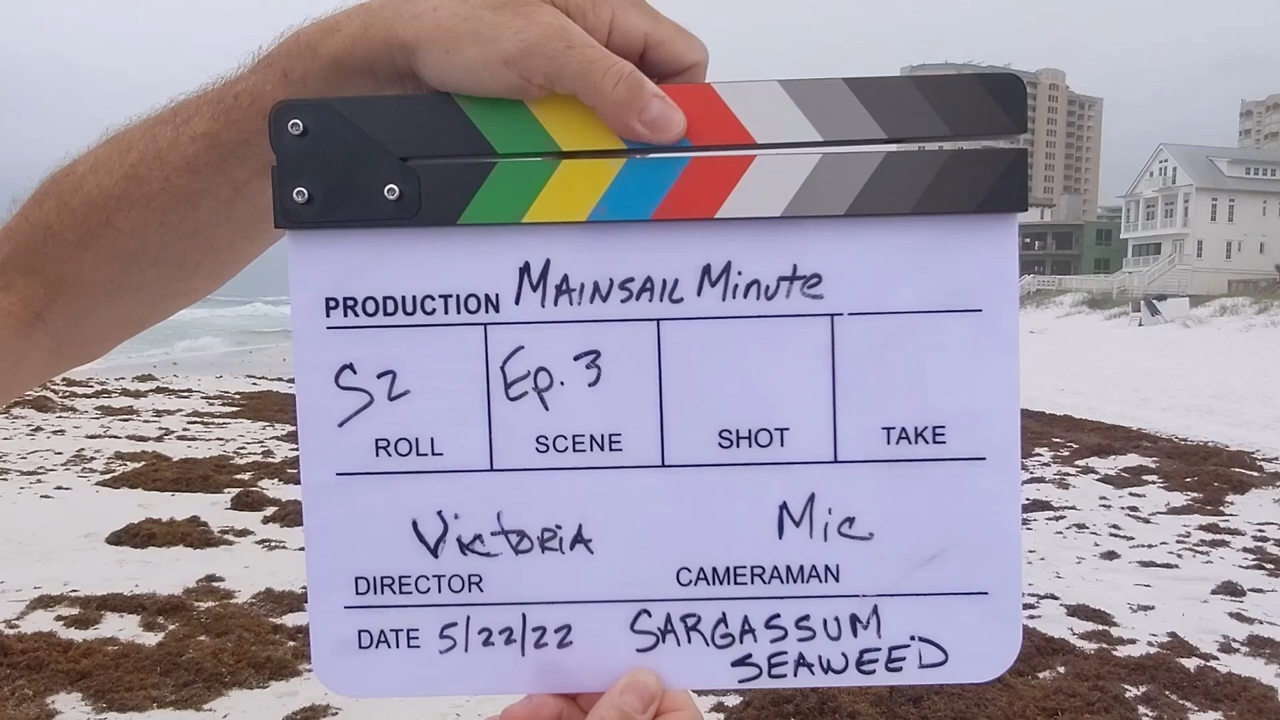 PRODUCTION MAINSAIL Minute
S2 Ep. 3
ROLL SCENE SHOT TAKE
Victoria Mic
DIRECTOR CAMERAMAN
DATE 5/22/22 SARGASSUM
SEAWEED